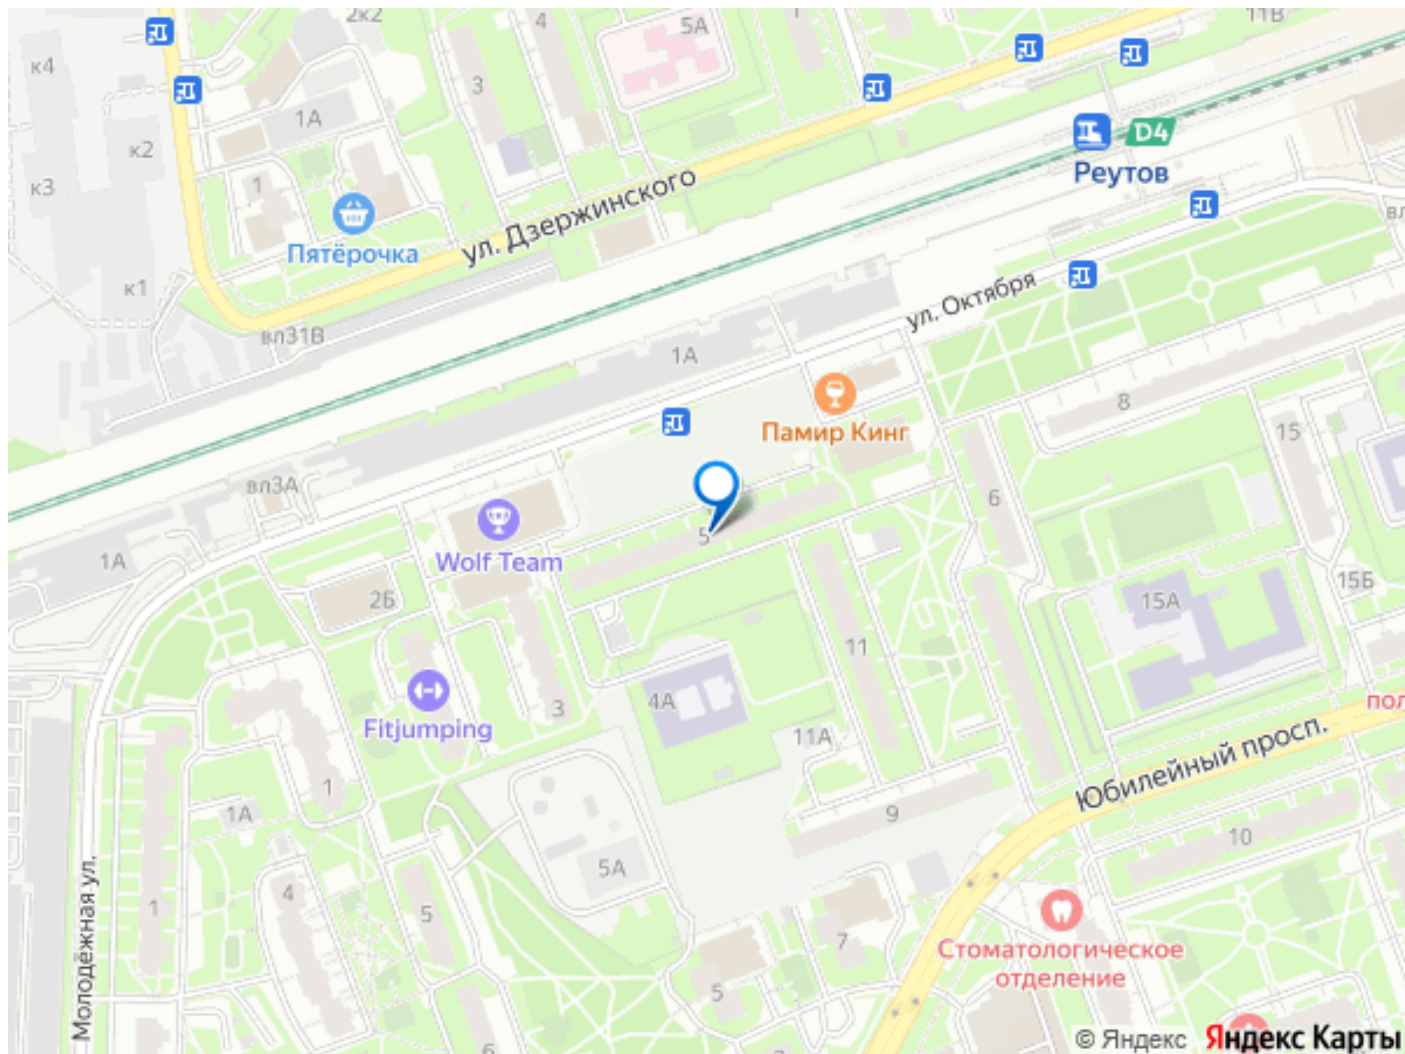 2к2
4
5А
1
11В
к4
3
1А
к2
D4
Реутов
к3
1
ул. Дзержинского
Пятёрочка
вл
к1
ул. Октября
вл31В
1А
8
Памир Кинг
15
вл3А
6
Wolf Team
5
1А
2Б
15Б
15А
11
4А
3
Fitjumping
пол
11А
Юбилейный просп.
1
1А
9
10
5А
Молодёжная ул.
4
1
5
7
Стоматологическое
отделение
5
6
© Яндекс Яндекс Карты